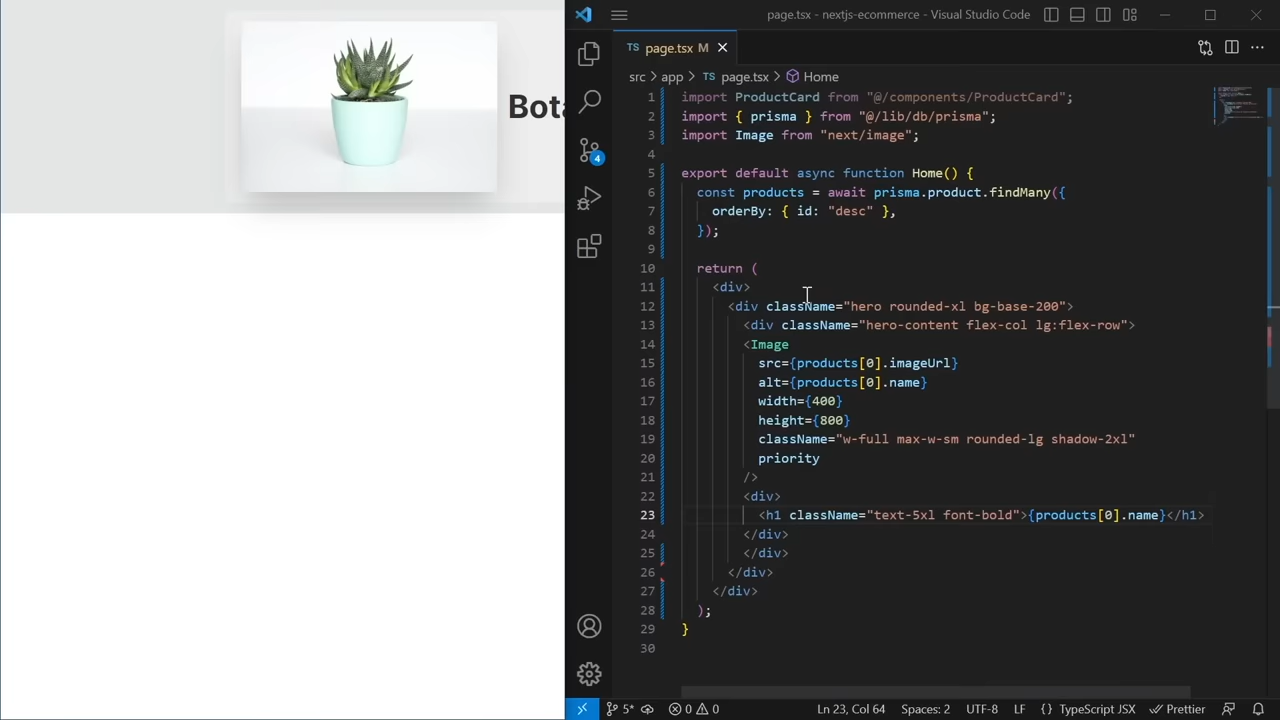 Bota
page.tsx - nextjs-ecommerce - Visual Studio Code
TS page.tsx M
src > app > TS page.tsx > Home
4
1 import ProductCard from "@/components/ProductCard";
2 import { prisma } from "@/lib/db/prisma";
3 import Image from "next/image";
4
5 export default async function Home() {
6 const products = await prisma.product.findMany({
7 orderBy: { id: "desc" },
8 });
9
10 return (
11 <div>
12 <div className="hero rounded-xl bg-base-200">
13 <div className="hero-content flex-col lg:flex-row">
14 <Image
15 src={products[0].imageUrl}
16 alt={products[0].name}
17 width={400}
18 height={800}
19 className="w-full max-w-sm rounded-lg shadow-2xl"
20 priority
21 />
22 <div>
23 <h1 className="text-5xl font-bold">{products[0].name}</h1>
24 </div>
25 </div>
26 </div>
27 </div>
28 );
29 }
30
5* 0 0 Ln 23, Col 64 Spaces: 2 UTF-8 LF {} TypeScript JSX Prettier